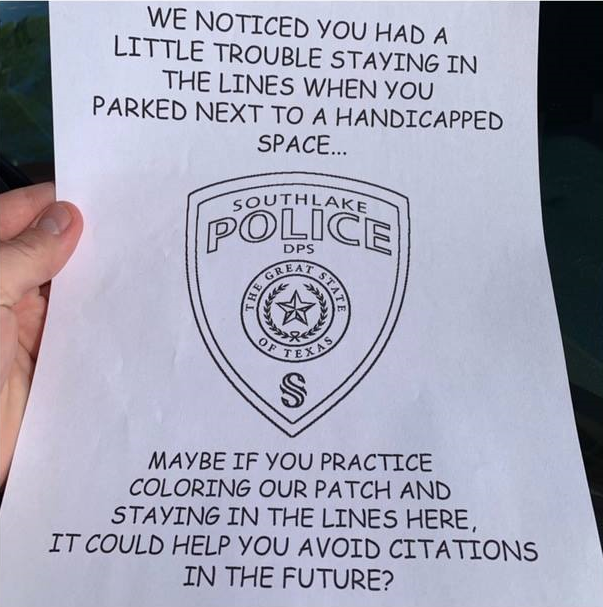 WE NOTICED YOU HAD A
LITTLE TROUBLE STAYING IN
THE LINES WHEN YOU
PARKED NEXT TO A HANDICAPPED
SPACE...
SOUTHLAKE
POLICE
DPS
THE GREAT STATE
OF TEXAS
S
MAYBE IF YOU PRACTICE
COLORING OUR PATCH AND
STAYING IN THE LINES HERE,
IT COULD HELP YOU AVOID CITATIONS
IN THE FUTURE?